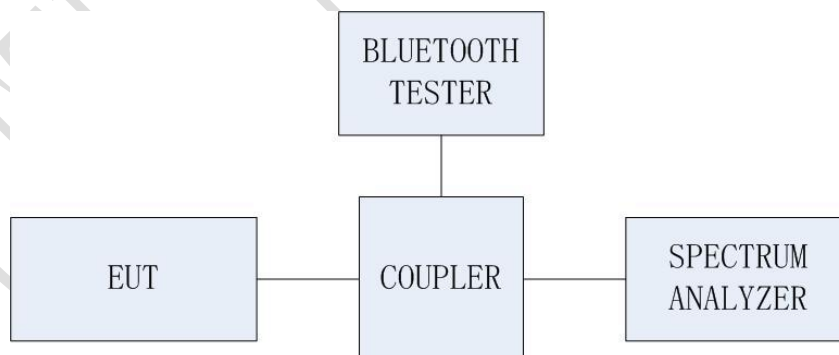 BLUETOOTH
TESTER
EUT
COUPLER
SPECTRUM
ANALYZER